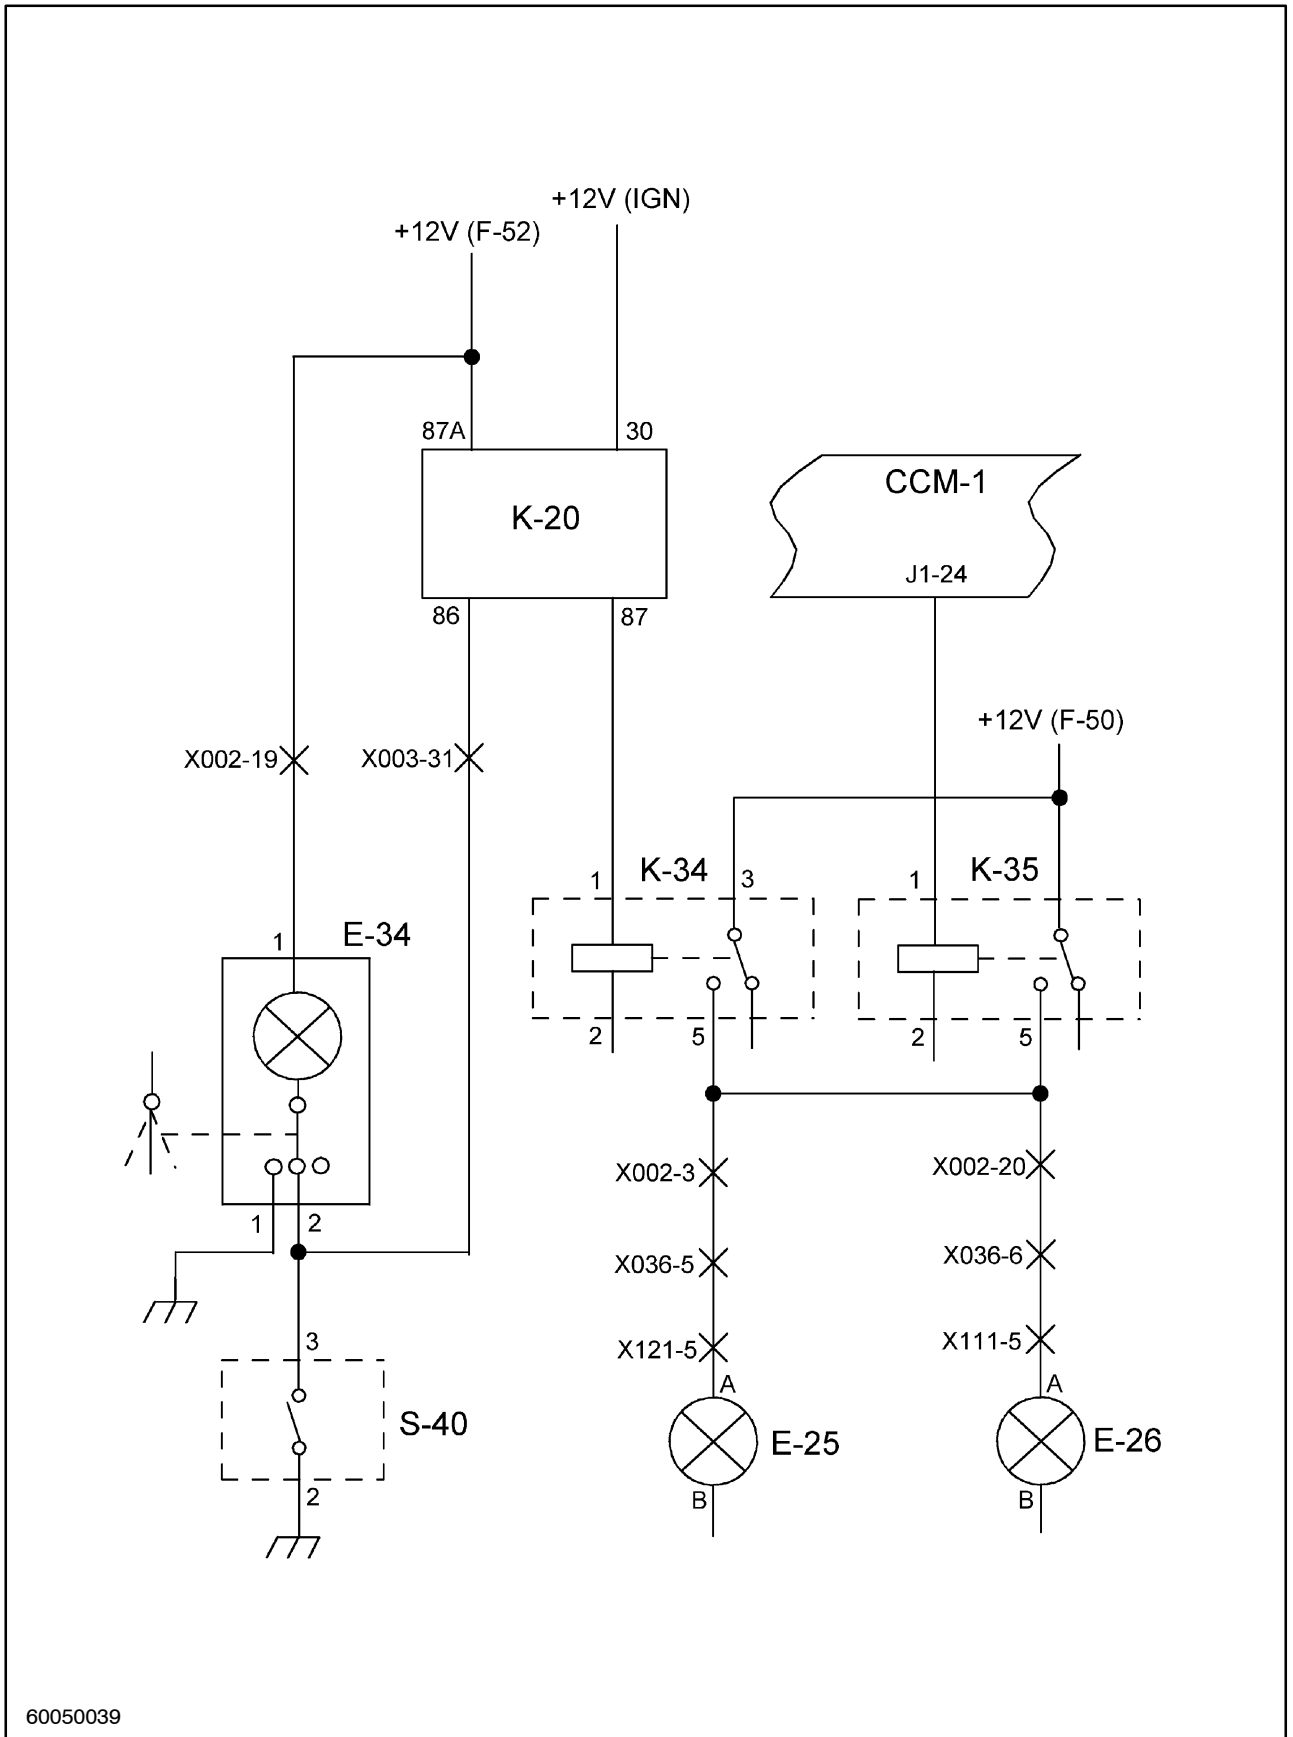 +12V (IGN)
+12V (F-52)
87A
30
K-20
CCM-1
J1-24
86
87
+12V (F-50)
X002-19
X003-31
1
K-34
3
1
K-35
1
E-34
2
5
2
5
X002-3
X002-20
1
2
X036-5
X036-6
3
X121-5
X111-5
A
A
S-40
E-25
E-26
2
B
B
60050039